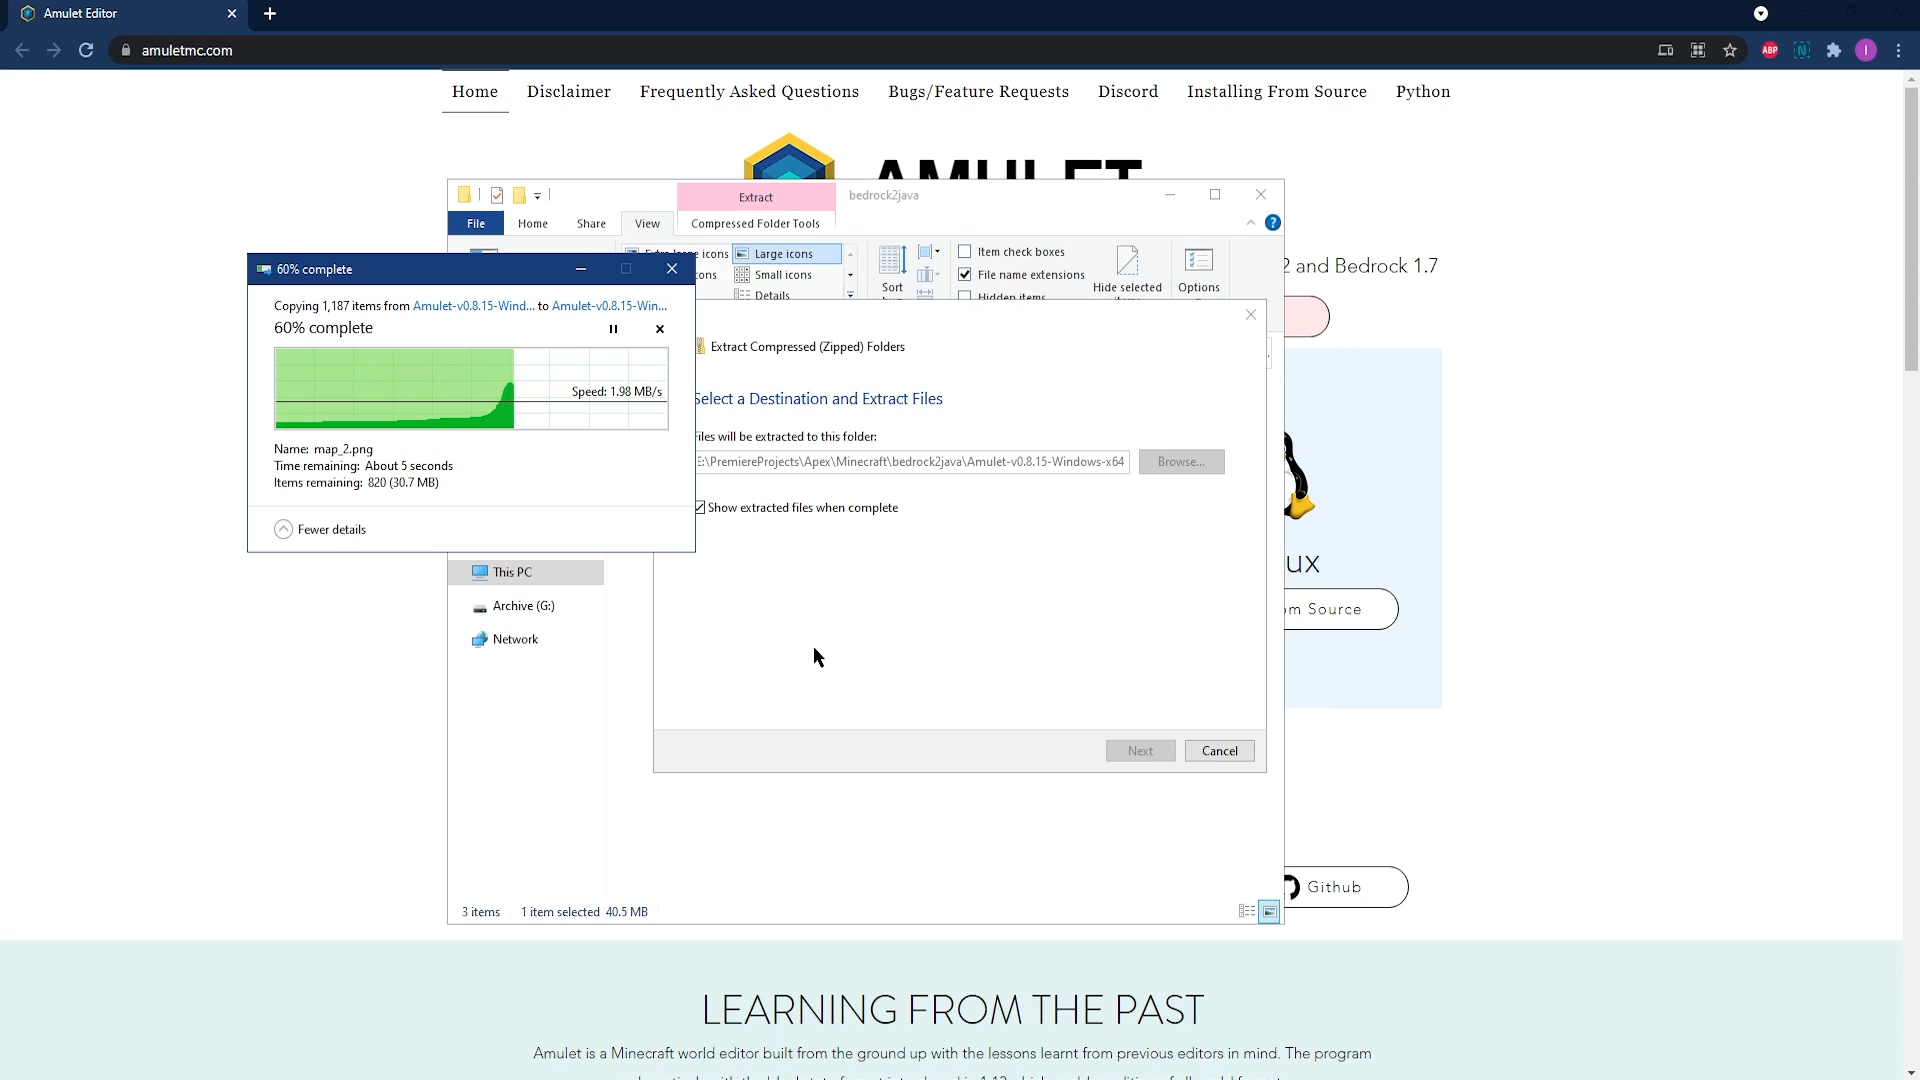 Amulet Editor
amuletmc.com
ABP
I
Home Disclaimer Frequently Asked Questions Bugs/Feature Requests Discord Installing From Source Python
AMULET
Extract bedrock2java
File Home Share View Compressed Folder Tools
icons Large icons
Small icons
Details
Sort
Item check boxes
File name extensions
Hidden items
Hide selected
Options
2 and Bedrock 1.7
60% complete
Copying 1,187 items from Amulet-v0.8.15-Wind... to Amulet-v0.8.15-Win...
60% complete
Speed: 1.98 MB/s
Name: map_2.png
Time remaining: About 5 seconds
Items remaining: 820 (30.7 MB)
Fewer details
Extract Compressed (Zipped) Folders
Select a Destination and Extract Files
Files will be extracted to this folder:
E:\PremiereProjects\Apex\Minecraft\bedrock2java\Amulet-v0.8.15-Windows-x64
Browse...
Show extracted files when complete
This PC
Archive (G:)
Network
Next Cancel
ux
om Source
Github
3 items 1 item selected 40.5 MB
LEARNING FROM THE PAST
Amulet is a Minecraft world editor built from the ground up with the lessons learnt from previous editors in mind. The program